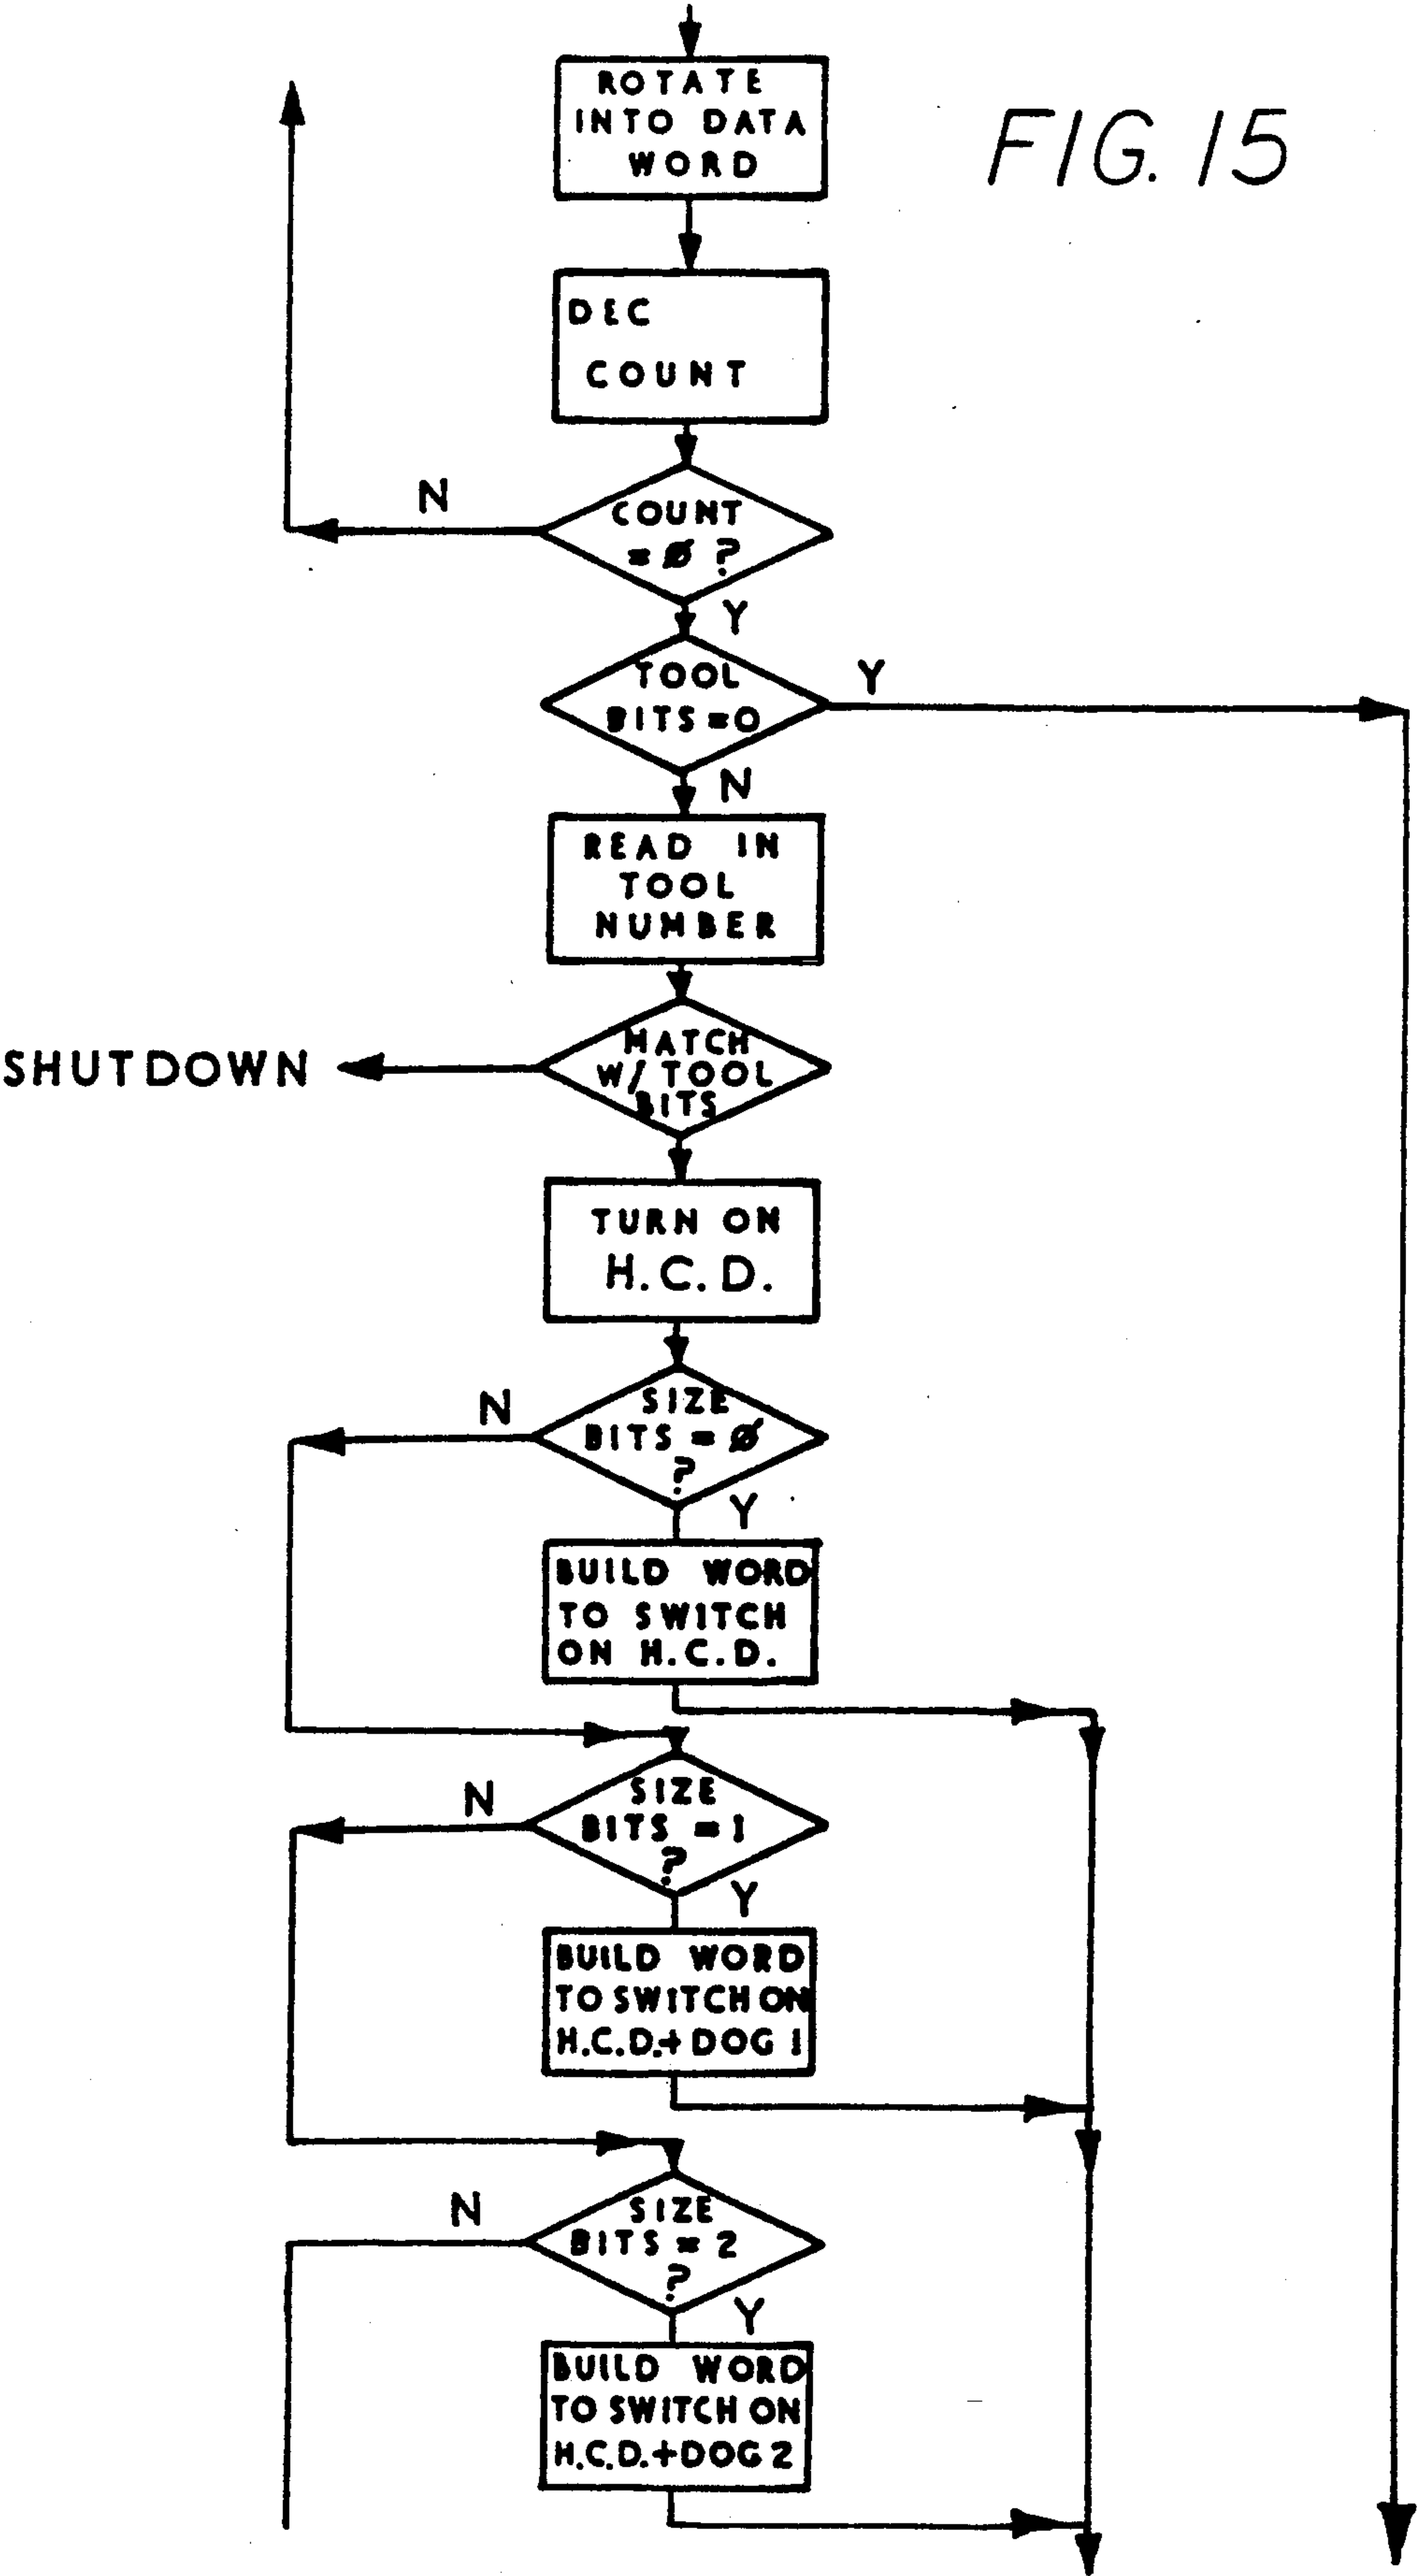 FIG. 15
ROTATE
INTO DATA
WORD
DEC
COUNT
N
COUNT
= Ø ?
Y
TOOL
BITS = 0
Y
N
READ IN
TOOL
NUMBER
MATCH
W/ TOOL
BITS
SHUTDOWN
TURN ON
H.C.D.
N
SIZE
BITS = Ø
?
Y
BUILD WORD
TO SWITCH
ON H.C.D.
N
SIZE
BITS = 1
?
Y
BUILD WORD
TO SWITCH ON
H.C.D.+ DOG 1
N
SIZE
BITS = 2
?
Y
BUILD WORD
TO SWITCH ON
H.C.D.+DOG 2